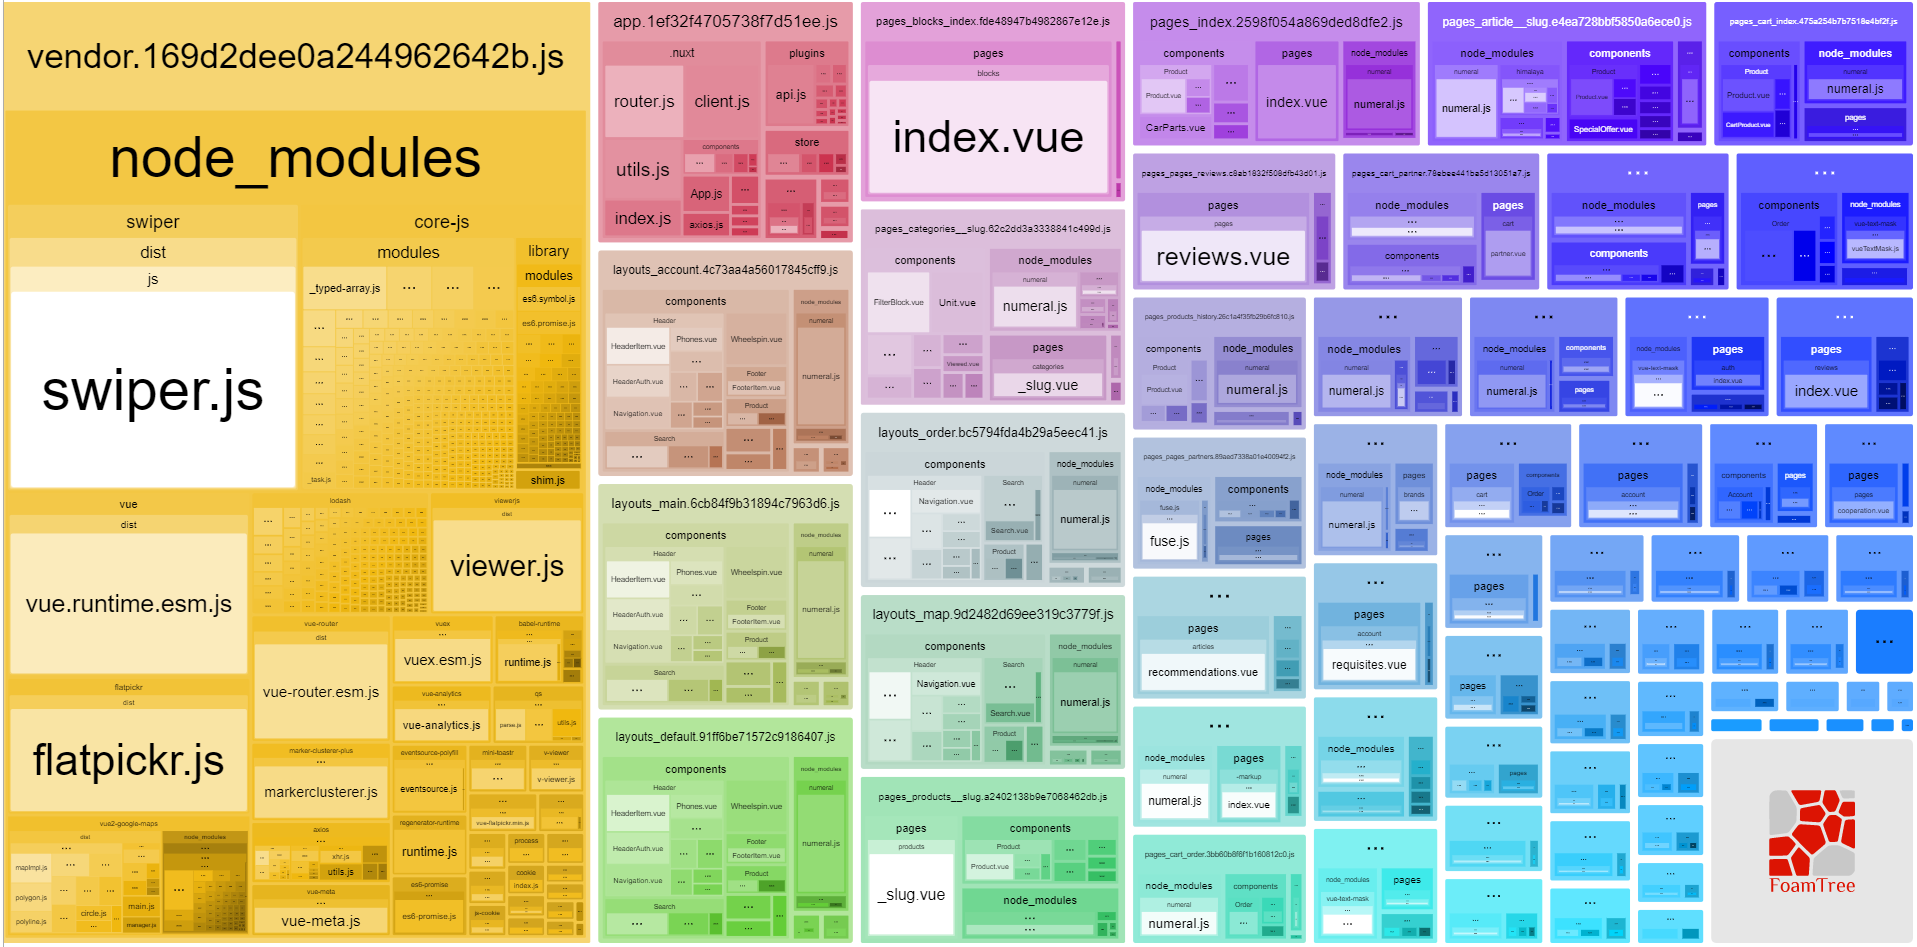 vendor.169d2dee0a244962642b.js
node_modules
swiper
dist
js
swiper.js
core-js
modules
_typed-array.js
_task.js
library
modules
es6.symbol.js
es6.promise.js
shim.js
vue
dist
vue.runtime.esm.js
lodash
viewerjs
dist
viewer.js
flatpickr
dist
flatpickr.js
vue-router
dist
vue-router.esm.js
vuex
vuex.esm.js
babel-runtime
runtime.js
vue-analytics
vue-analytics.js
qs
parse.js
utils.js
marker-clusterer-plus
markerclusterer.js
eventsource-polyfill
eventsource.js
mini-toastr
v-viewer
v-viewer.js
vue-flatpickr.min.js
vue2-google-maps
dist
mapImpl.js
polygon.js
polyline.js
circle.js
main.js
manager.js
node_modules
axios
xhr.js
utils.js
vue-meta
vue-meta.js
regenerator-runtime
runtime.js
es6-promise
es6-promise.js
process
cookie
index.js
js-cookie
app.1ef32f4705738f7d51ee.js
.nuxt
router.js
client.js
utils.js
index.js
components
App.js
axios.js
plugins
api.js
store
layouts_account.4c73aa4a56017845cff9.js
components
Header
HeaderItem.vue
HeaderAuth.vue
Navigation.vue
Phones.vue
Wheelspin.vue
Footer
FooterItem.vue
Product
Search
node_modules
numeral
numeral.js
layouts_main.6cb84f9b31894c7963d6.js
components
Header
HeaderItem.vue
HeaderAuth.vue
Navigation.vue
Phones.vue
Wheelspin.vue
Footer
FooterItem.vue
Product
Search
node_modules
numeral
numeral.js
layouts_default.91ff6be71572c9186407.js
components
Header
HeaderItem.vue
HeaderAuth.vue
Navigation.vue
Phones.vue
Wheelspin.vue
Footer
FooterItem.vue
Product
Search
node_modules
numeral
numeral.js
pages_blocks_index.fde48947b4982867e12e.js
pages
blocks
index.vue
pages_categories__slug.62c2dd3a3338841c499d.js
components
FilterBlock.vue
Unit.vue
Viewed.vue
node_modules
numeral
numeral.js
pages
categories
_slug.vue
layouts_order.bc5794fda4b29a5eec41.js
components
Header
Navigation.vue
Search
Search.vue
Product
node_modules
numeral
numeral.js
layouts_map.9d2482d69ee319c3779f.js
components
Header
Navigation.vue
Search
Search.vue
Product
node_modules
numeral
numeral.js
pages_products__slug.a2402138b9e7068462db.js
pages
products
_slug.vue
components
Product
Product.vue
node_modules
pages_index.2598f054a869ded8dfe2.js
components
Product
Product.vue
CarParts.vue
pages
index.vue
node_modules
numeral
numeral.js
pages_article__slug.e4ea728bbf5850a6ece0.js
node_modules
numeral
numeral.js
himalaya
components
Product
Product.vue
SpecialOffer.vue
pages_cart_index.475a254b7b7518e4bf2f.js
components
Product
Product.vue
CartProduct.vue
node_modules
numeral
numeral.js
pages
pages_pages_reviews.c8ab1832f508dfb43d01.js
pages
pages
reviews.vue
pages_cart_partner.78ebee441ba5d13051a7.js
node_modules
components
pages
cart
partner.vue
node_modules
components
pages
components
Order
node_modules
vue-text-mask
vueTextMask.js
pages_products_history.26c1a4f35fb29b6fc810.js
components
Product
Product.vue
node_modules
numeral
numeral.js
node_modules
numeral
numeral.js
node_modules
numeral
numeral.js
components
pages
node_modules
vue-text-mask
pages
auth
index.vue
pages
reviews
index.vue
pages_pages_partners.89aed7338a01e40094f2.js
node_modules
fuse.js
fuse.js
components
pages
node_modules
numeral
numeral.js
pages
brands
pages
cart
components
Order
pages
account
components
Account
pages
pages
pages
cooperation.vue
pages
articles
recommendations.vue
pages
account
requisites.vue
pages
pages
node_modules
numeral
numeral.js
pages
-markup
index.vue
node_modules
pages
pages_cart_order.3bb60b8f6f1b160812c0.js
node_modules
numeral
numeral.js
components
Order
node_modules
vue-text-mask
pages
FoamTree